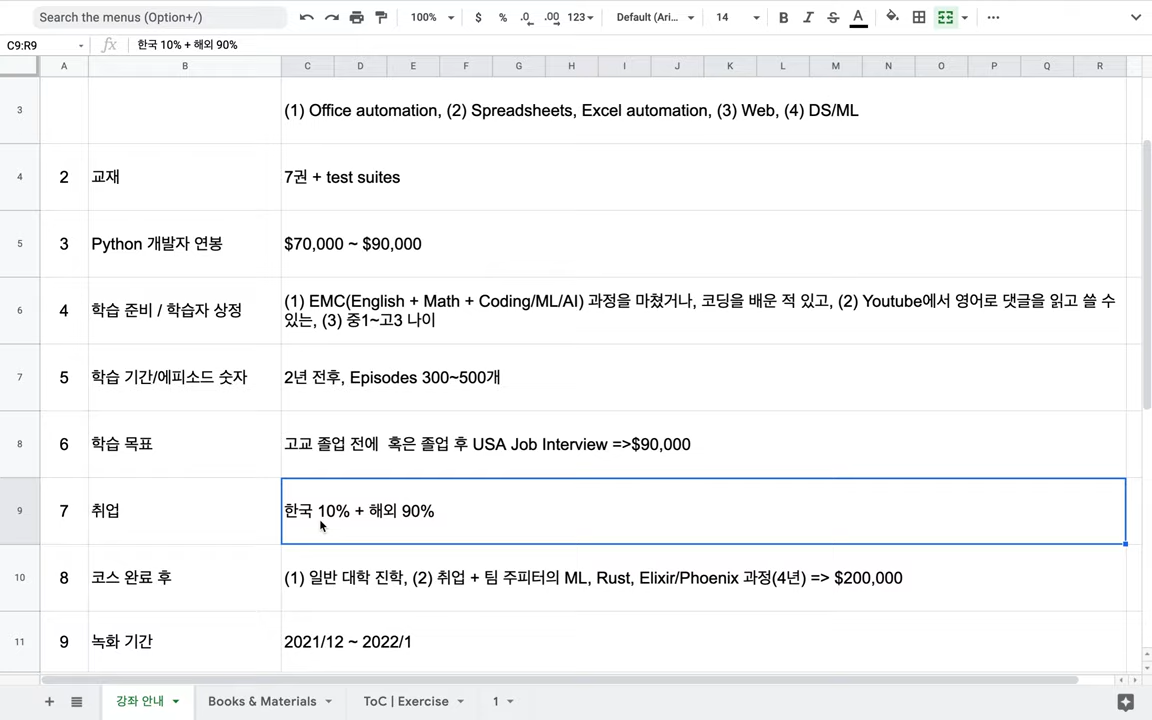 Search the menus (Option+/)
100%
$ % .0 .00 123
Default (Ari...
14
B I S A
C9:R9
fx 한국 10% + 해외 90%
A B C D E F G H I J K L M N O P Q R
3 (1) Office automation, (2) Spreadsheets, Excel automation, (3) Web, (4) DS/ML
4 2 교재 7권 + test suites
5 3 Python 개발자 연봉 $70,000 ~ $90,000
6 4 학습 준비 / 학습자 상정 (1) EMC(English + Math + Coding/ML/AI) 과정을 마쳤거나, 코딩을 배운 적 있고, (2) Youtube에서 영어로 댓글을 읽고 쓸 수
있는, (3) 중1~고3 나이
7 5 학습 기간/에피소드 숫자 2년 전후, Episodes 300~500개
8 6 학습 목표 고교 졸업 전에 혹은 졸업 후 USA Job Interview =>$90,000
9 7 취업 한국 10% + 해외 90%
10 8 코스 완료 후 (1) 일반 대학 진학, (2) 취업 + 팀 주피터의 ML, Rust, Elixir/Phoenix 과정(4년) => $200,000
11 9 녹화 기간 2021/12 ~ 2022/1
강좌 안내 Books & Materials ToC | Exercise 1